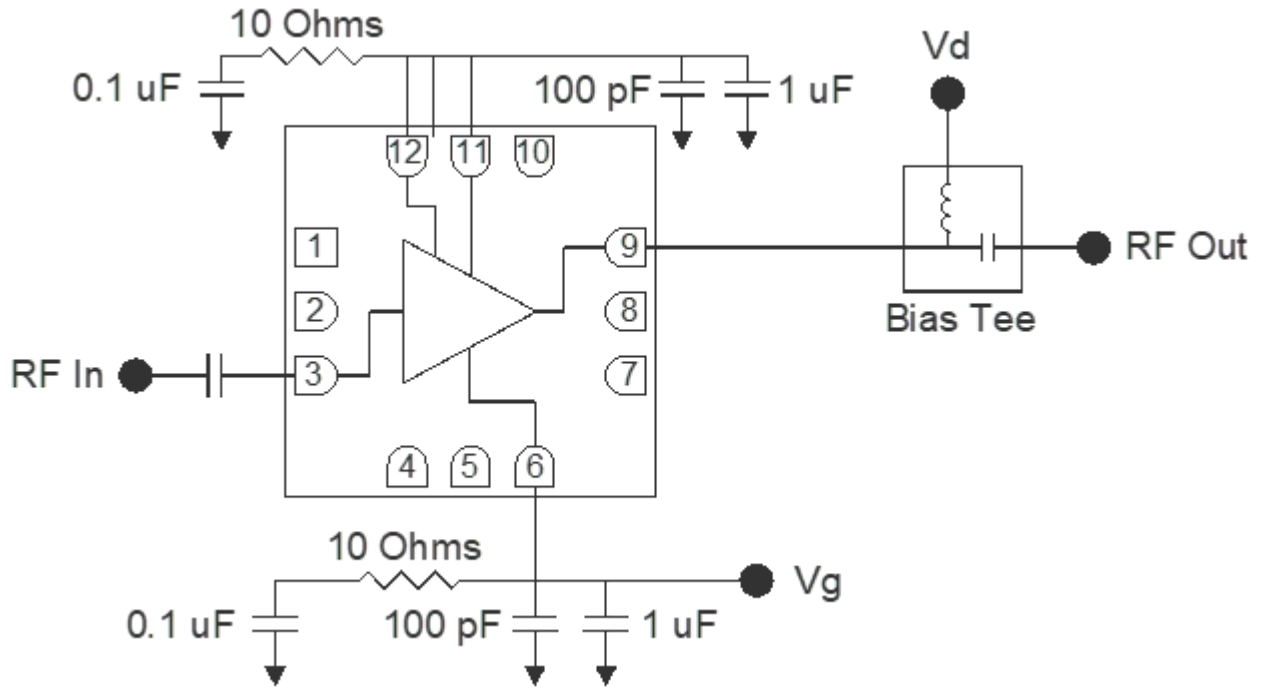 10 Ohms
Vd
0.1 uF
100 pF
1 uF
12
11
10
1
9
RF Out
2
8
Bias Tee
RF In
3
7
4
5
6
10 Ohms
Vg
0.1 uF
100 pF
1 uF